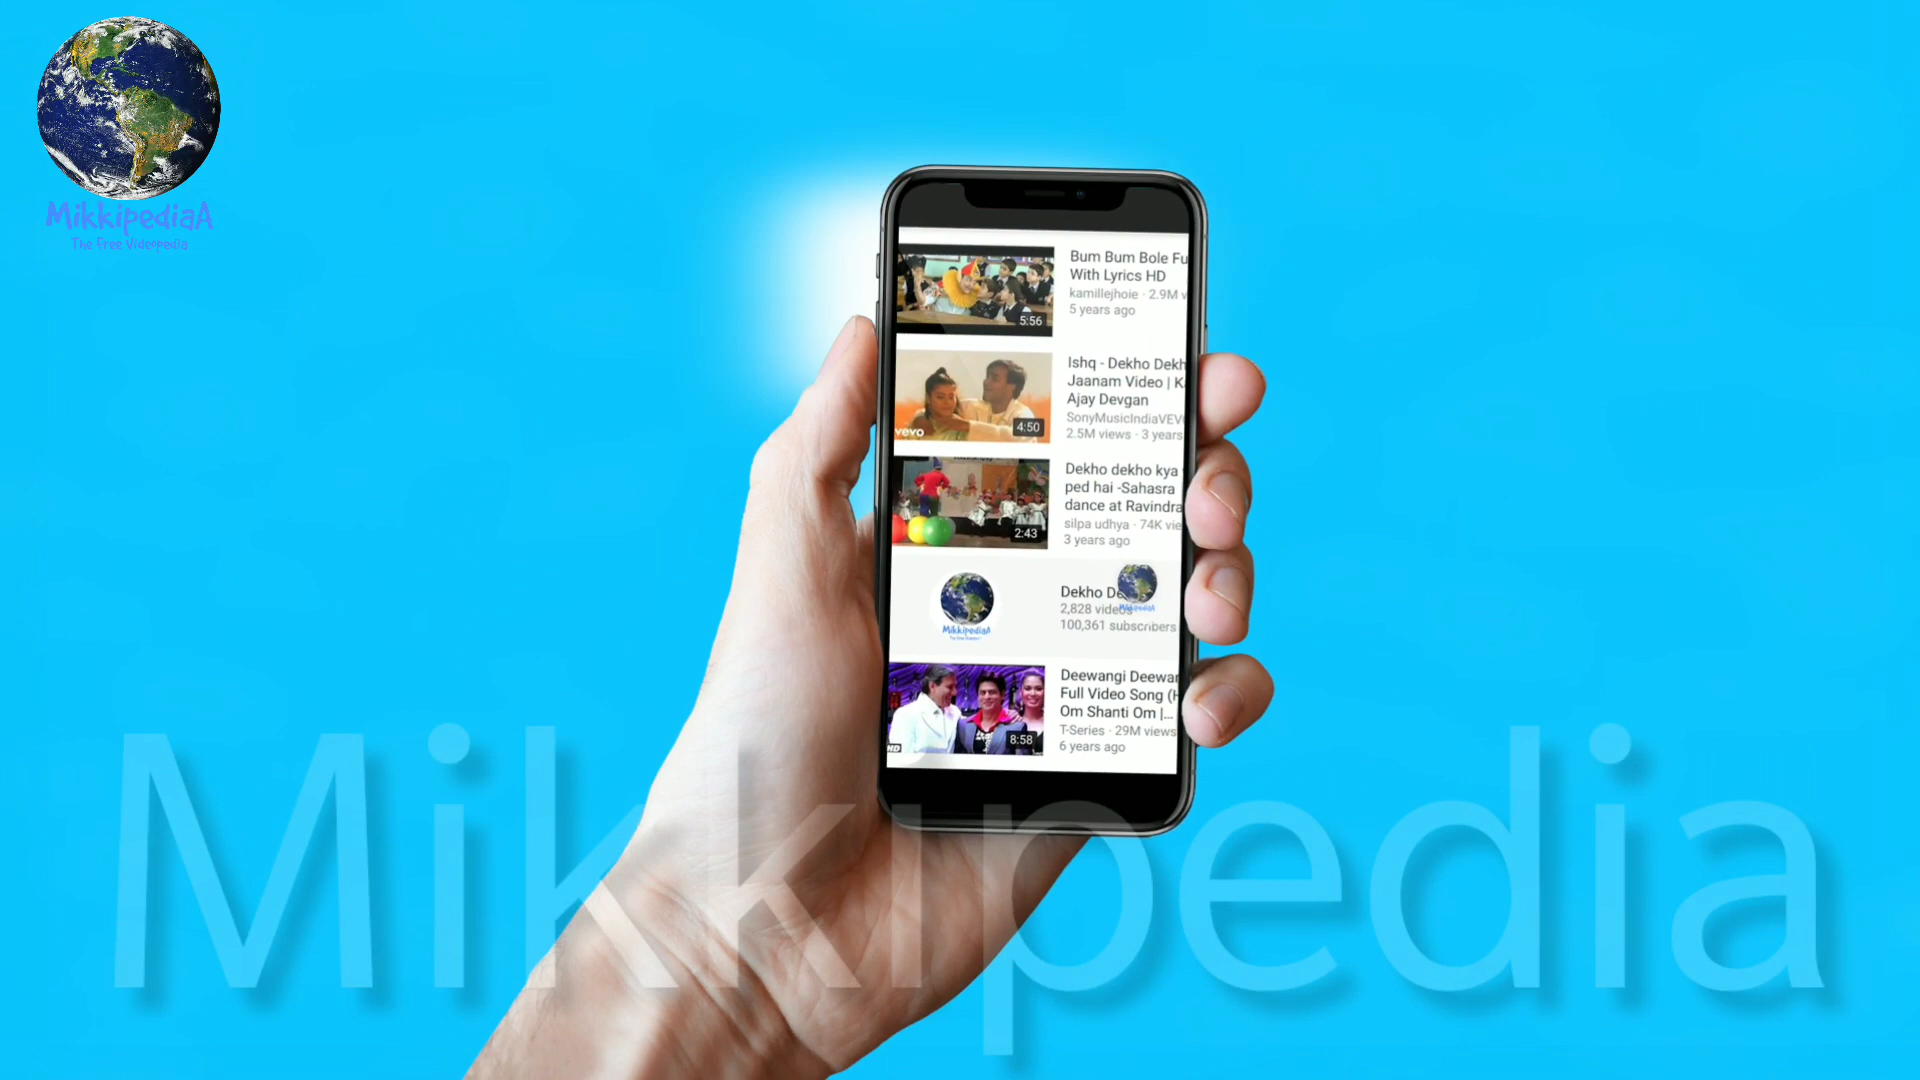 MikkipediaA
The Free Videopedia
Bum Bum Bole Fu
With Lyrics HD
kamillejhoie · 2.9M v
5 years ago
5:56
Ishq - Dekho Dekh
Jaanam Video | K
Ajay Devgan
SonyMusicIndiaVEV
2.5M views · 3 years
vevo
4:50
Dekho dekho kya
ped hai -Sahasra
dance at Ravindra
silpa udhya · 74K vie
3 years ago
2:43
Dekho De
2,828 videos
100,361 subscribers
MikkipediaA
MikkipediaA
Deewangi Deewan
Full Video Song (H
Om Shanti Om |...
T-Series · 29M views
6 years ago
HD
8:58
Mikkipedia